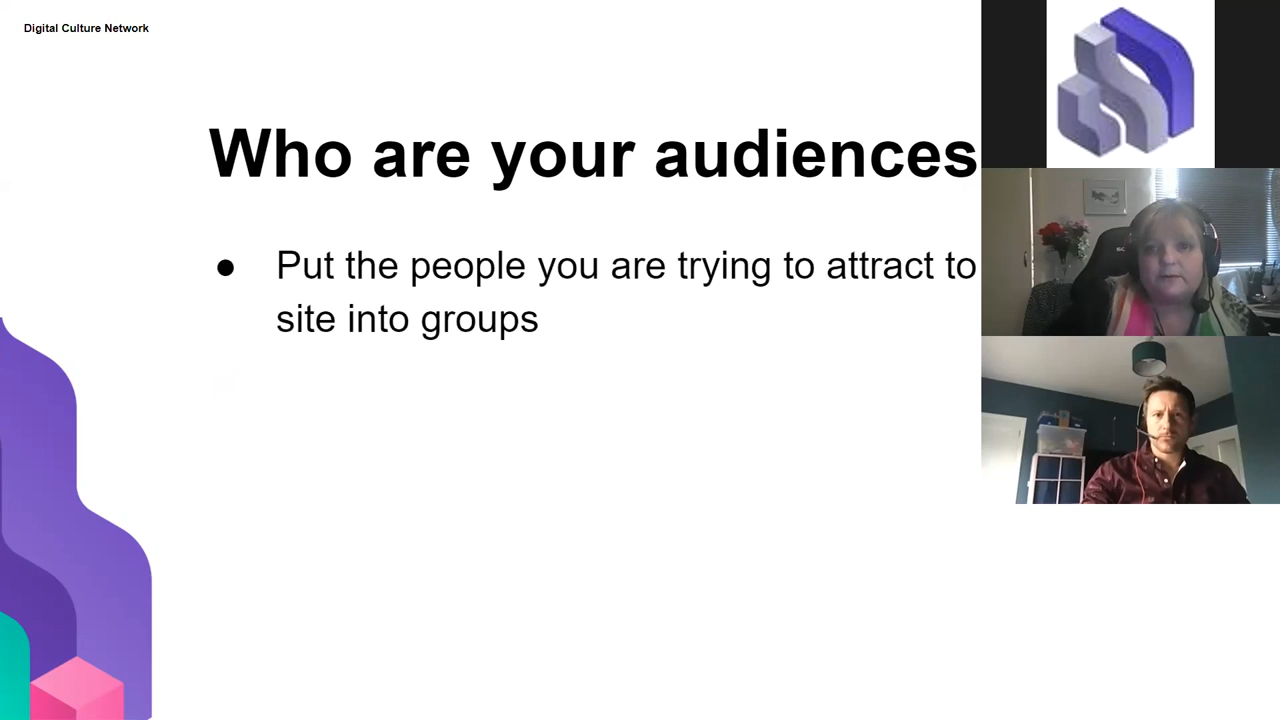 Digital Culture Network
Who are your audiences
● Put the people you are trying to attract to
site into groups